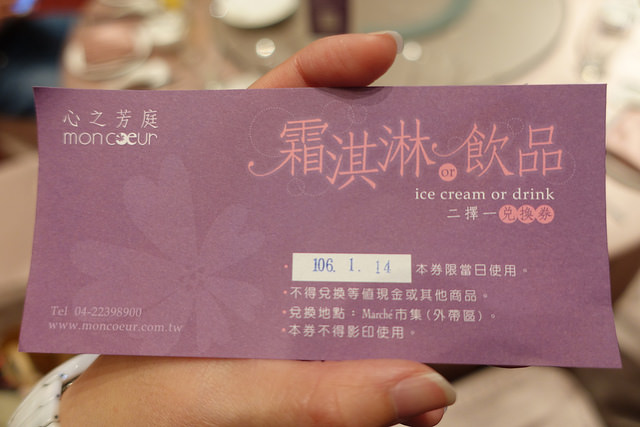 心之芳庭
mon coeur
霜淇淋 or 飲品
ice cream or drink
二擇一兌換券
106. 1. 14 本券限當日使用。
・不得兌換等值現金或其他商品。
・兌換地點：Marché市集(外帶區)。
・本券不得影印使用。
Tel 04-22398900
www.moncoeur.com.tw